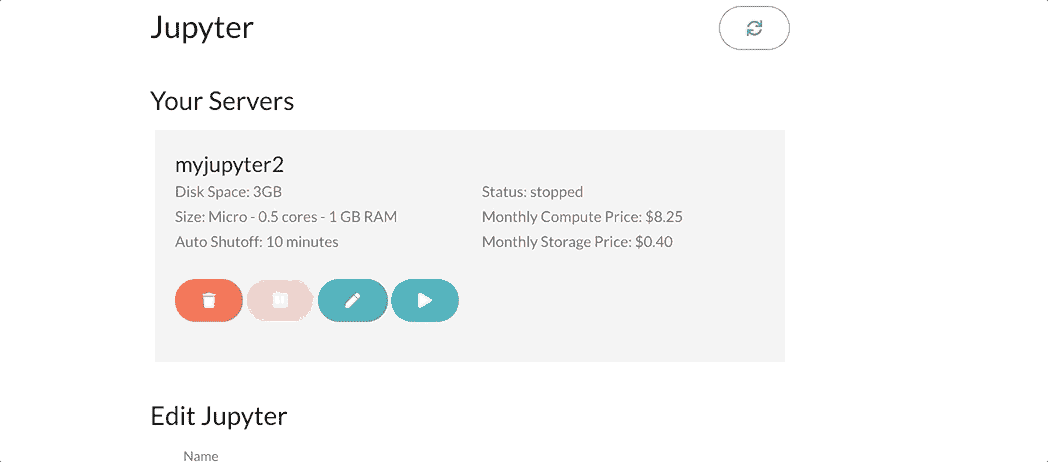 Jupyter
Your Servers
myjupyter2
Disk Space: 3GB
Status: stopped
Size: Micro - 0.5 cores - 1 GB RAM
Monthly Compute Price: $8.25
Auto Shutoff: 10 minutes
Monthly Storage Price: $0.40
Edit Jupyter
Name